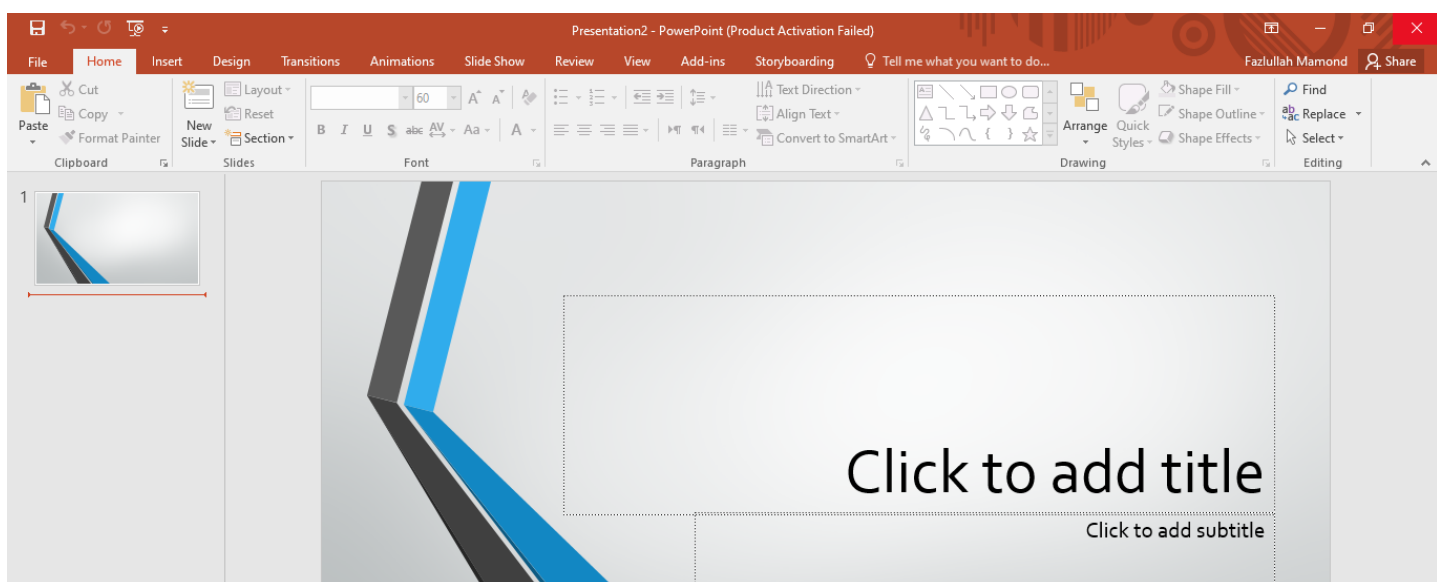 Presentation2 - PowerPoint (Product Activation Failed)
File Home Insert Design Transitions Animations Slide Show Review View Add-ins Storyboarding Tell me what you want to do... Fazlullah Mamond Share
Paste
Cut
Copy
Format Painter
Clipboard
New
Slide
Layout
Reset
Section
Slides
60
A A
B I U S abc AV Aa A
Font
Text Direction
Align Text
Convert to SmartArt
Paragraph
Arrange
Quick
Styles
Shape Fill
Shape Outline
Shape Effects
Drawing
Find
Replace
Select
Editing
1
Click to add title
Click to add subtitle